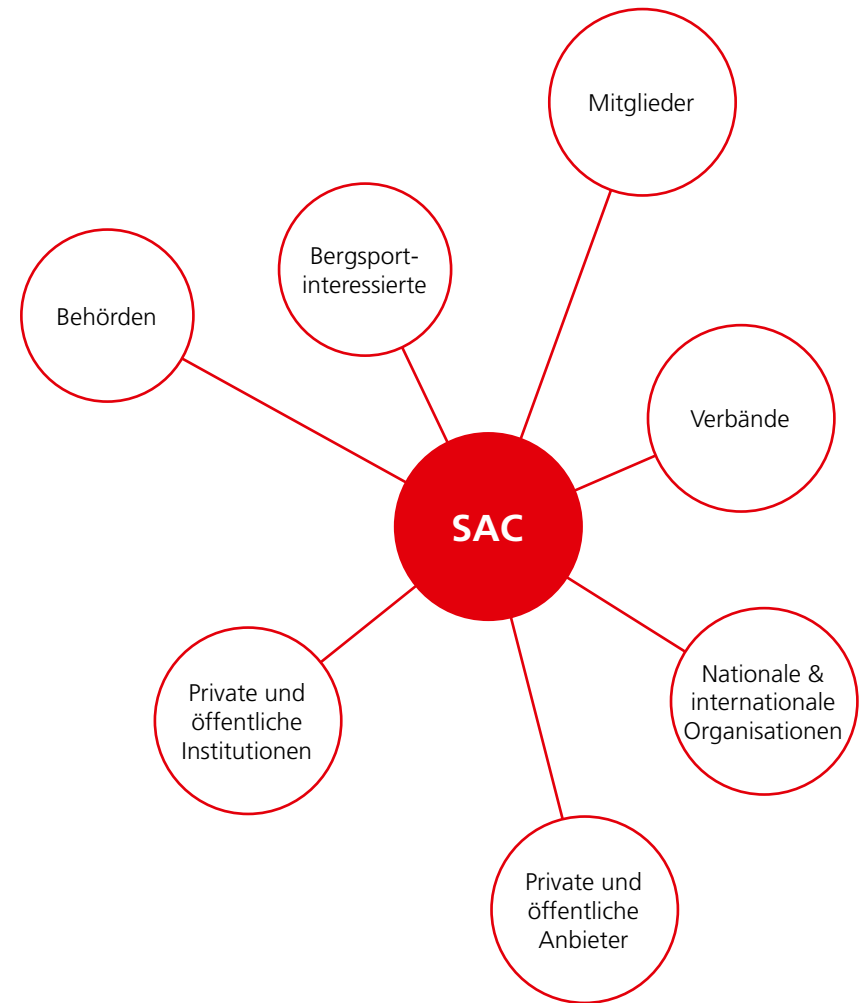 Mitglieder
Bergsport-
interessierte
Behörden
Verbände
SAC
Nationale &
internationale
Organisationen
Private und
öffentliche
Institutionen
Private und
öffentliche
Anbieter